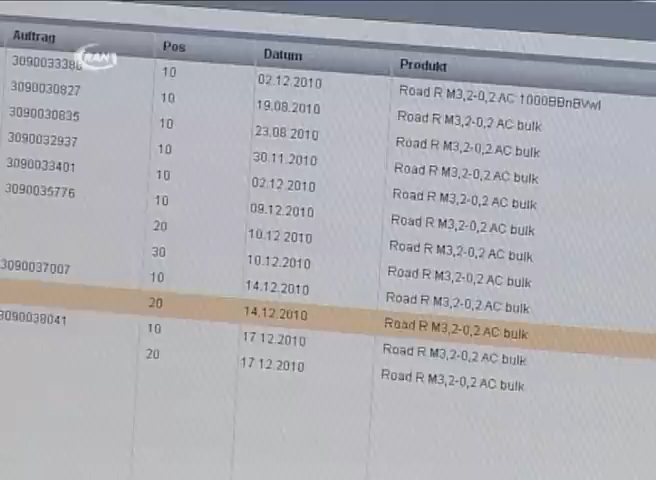 Auftrag Pos Datum Produkt
TRANS
309003338 10 02.12.2010 Road R M3,2-0,2 AC 1000BBnBVwl
3090030827 10 19.08.2010 Road R M3,2-0,2 AC bulk
3090030835 10 23.08.2010 Road R M3,2-0,2 AC bulk
3090032937 10 30.11.2010 Road R M3,2-0,2 AC bulk
3090033401 10 02.12.2010 Road R M3,2-0,2 AC bulk
3090035776 10 09.12.2010 Road R M3,2-0,2 AC bulk
20 10.12.2010 Road R M3,2-0,2 AC bulk
30 10.12.2010 Road R M3,2-0,2 AC bulk
3090037007 10 14.12.2010 Road R M3,2-0,2 AC bulk
20 14.12.2010 Road R M3,2-0,2 AC bulk
3090038041 10 17.12.2010 Road R M3,2-0,2 AC bulk
20 17.12.2010 Road R M3,2-0,2 AC bulk